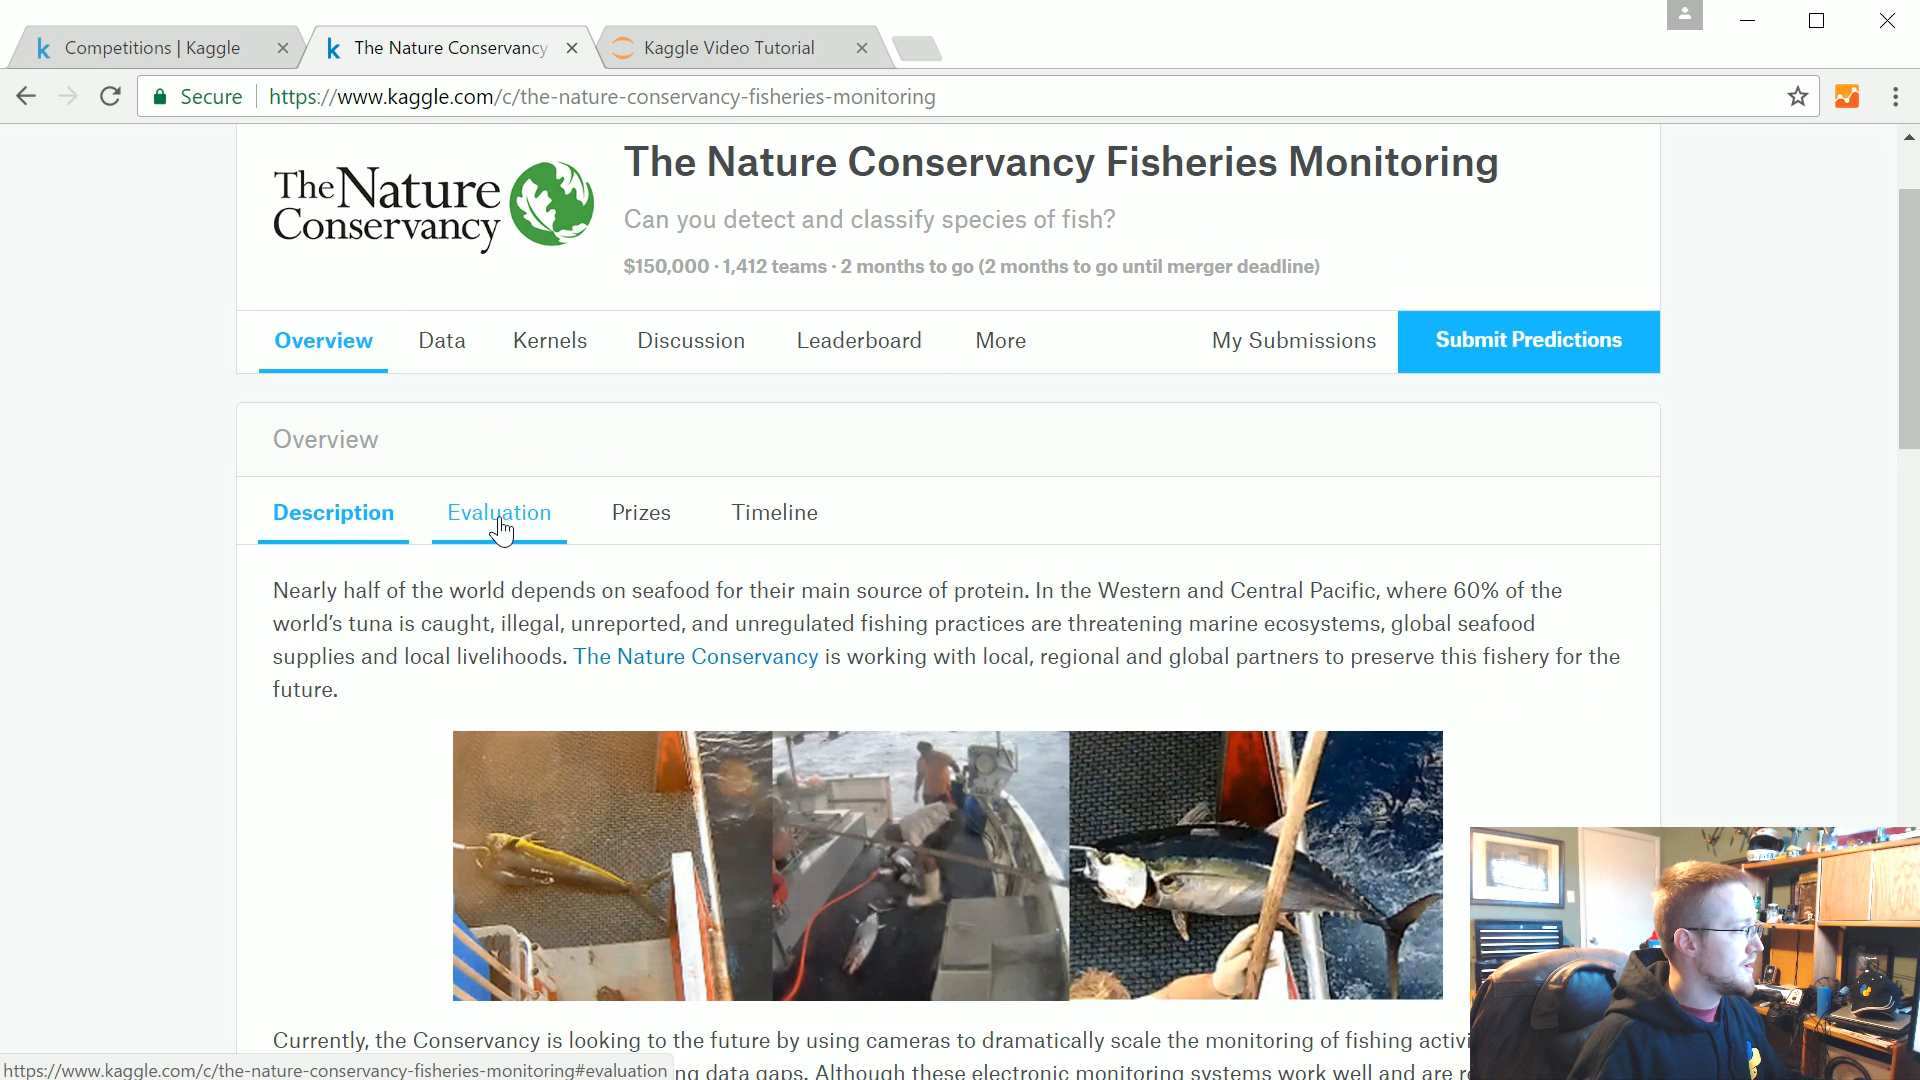 Competitions | Kaggle
The Nature Conservancy
Kaggle Video Tutorial
Secure
https://www.kaggle.com/c/the-nature-conservancy-fisheries-monitoring
The Nature
Conservancy
The Nature Conservancy Fisheries Monitoring
Can you detect and classify species of fish?
$150,000 · 1,412 teams · 2 months to go (2 months to go until merger deadline)
Overview Data Kernels Discussion Leaderboard More My Submissions Submit Predictions
Overview
Description Evaluation Prizes Timeline
Nearly half of the world depends on seafood for their main source of protein. In the Western and Central Pacific, where 60% of the
world's tuna is caught, illegal, unreported, and unregulated fishing practices are threatening marine ecosystems, global seafood
supplies and local livelihoods. The Nature Conservancy is working with local, regional and global partners to preserve this fishery for the
future.
Currently, the Conservancy is looking to the future by using cameras to dramatically scale the monitoring of fishing activi
ng data gaps. Although these electronic monitoring systems work well and are re
https://www.kaggle.com/c/the-nature-conservancy-fisheries-monitoring#evaluation